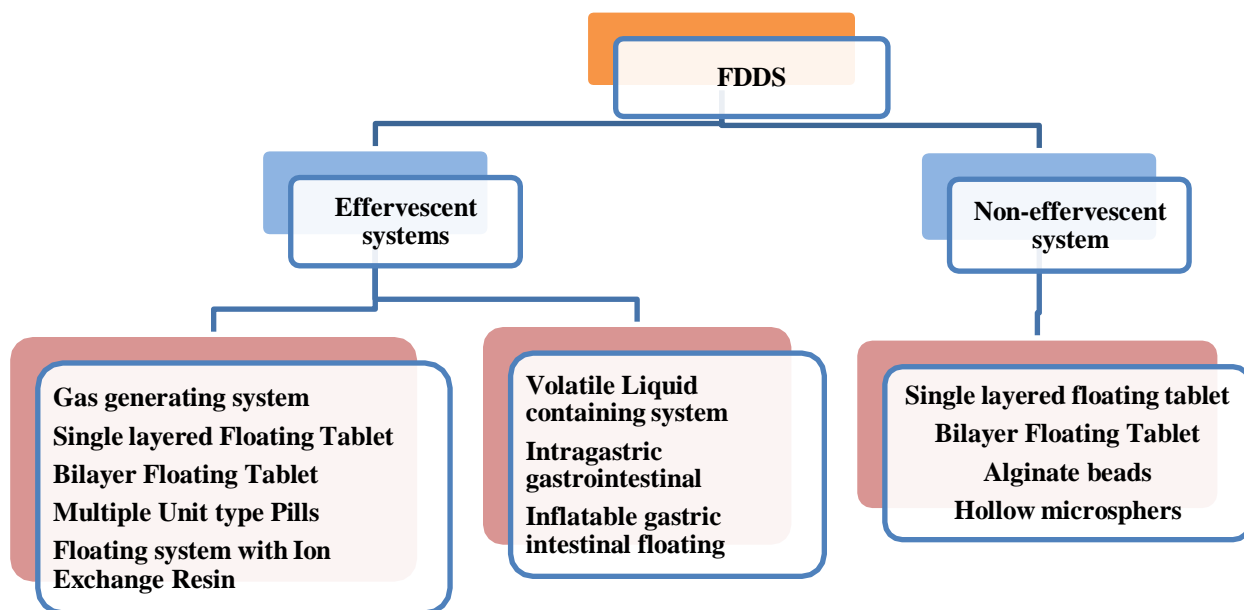 FDDS
Effervescent
systems
Non-effervescent
system
Gas generating system
Single layered Floating Tablet
Bilayer Floating Tablet
Multiple Unit type Pills
Floating system with Ion
Exchange Resin
Volatile Liquid
containing system
Intragastric
gastrointestinal
Inflatable gastric
intestinal floating
Single layered floating tablet
Bilayer Floating Tablet
Alginate beads
Hollow microsphers